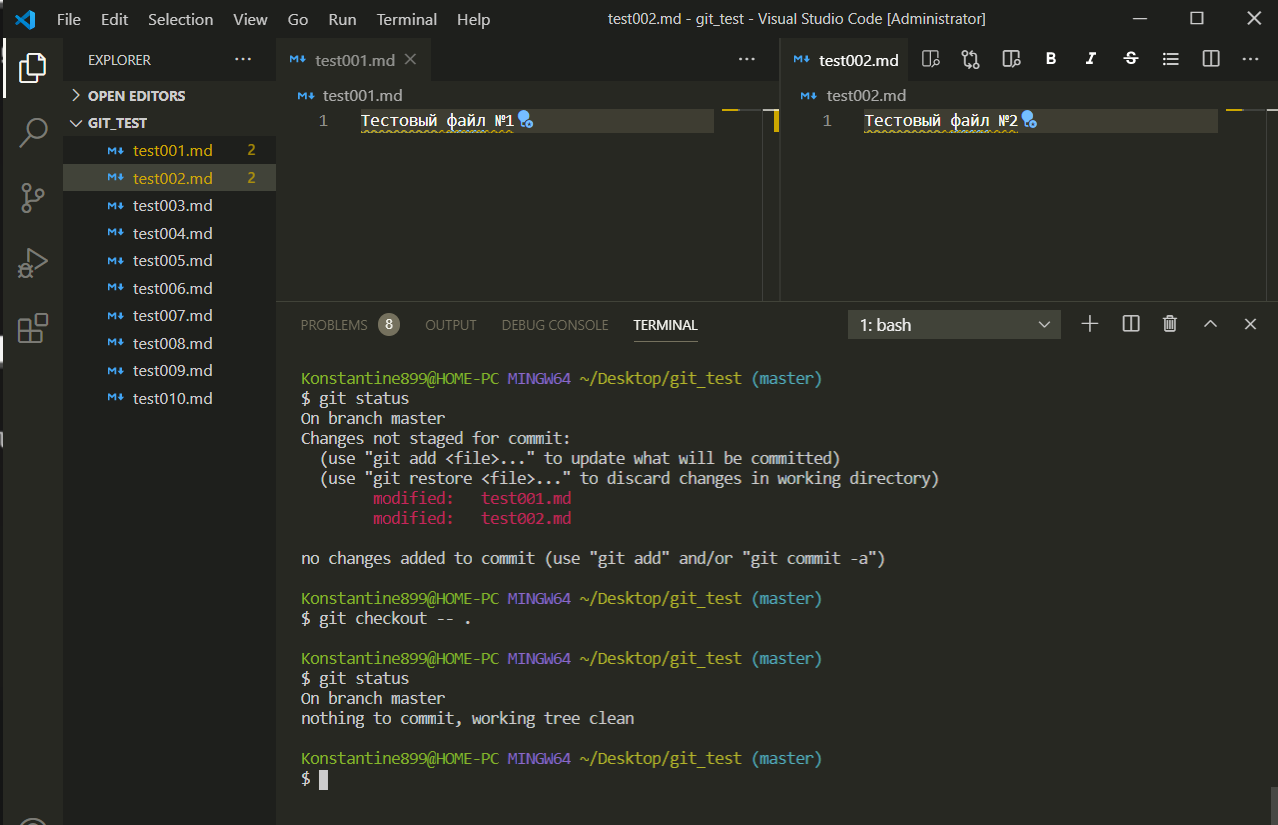 File Edit Selection View Go Run Terminal Help test002.md - git_test - Visual Studio Code [Administrator]
EXPLORER ···
OPEN EDITORS
GIT_TEST
test001.md 2
test002.md 2
test003.md
test004.md
test005.md
test006.md
test007.md
test008.md
test009.md
test010.md
test001.md
test001.md
1 Тестовый файл №1
test002.md B I S
test002.md
1 Тестовый файл №2
PROBLEMS 8 OUTPUT DEBUG CONSOLE TERMINAL 1: bash
Konstantine899@HOME-PC MINGW64 ~/Desktop/git_test (master)
$ git status
On branch master
Changes not staged for commit:
(use "git add <file>..." to update what will be committed)
(use "git restore <file>..." to discard changes in working directory)
modified: test001.md
modified: test002.md
no changes added to commit (use "git add" and/or "git commit -a")
Konstantine899@HOME-PC MINGW64 ~/Desktop/git_test (master)
$ git checkout -- .
Konstantine899@HOME-PC MINGW64 ~/Desktop/git_test (master)
$ git status
On branch master
nothing to commit, working tree clean
Konstantine899@HOME-PC MINGW64 ~/Desktop/git_test (master)
$